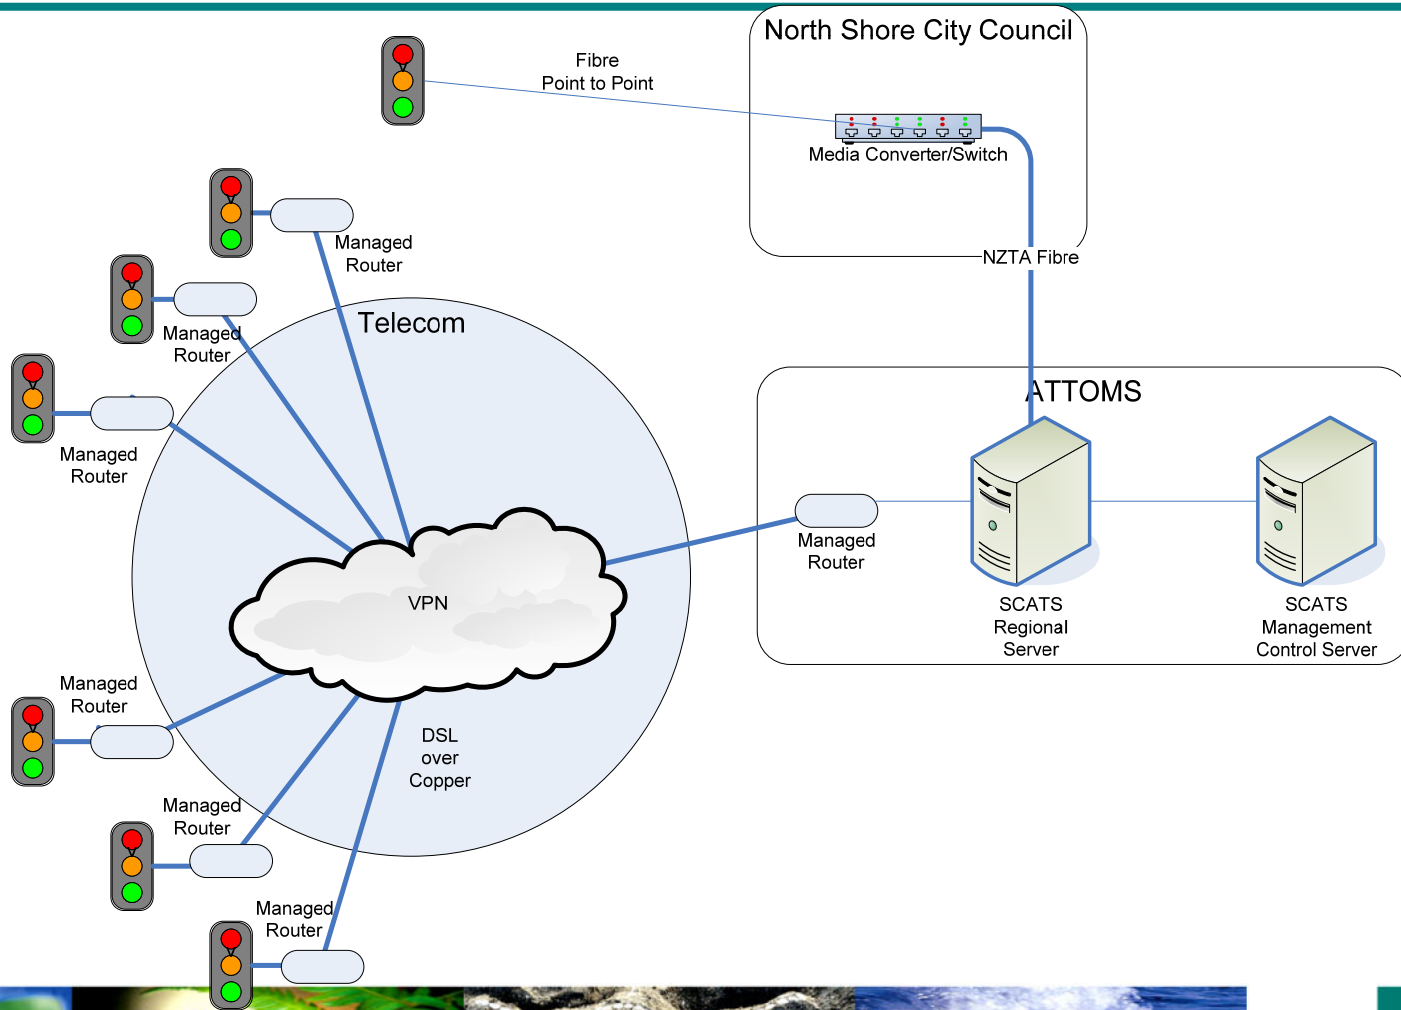 North Shore City Council
Fibre
Point to Point
Media Converter/Switch
Managed
Router
NZTA Fibre
Managed
Router
Telecom
ATTOMS
Managed
Router
Managed
Router
VPN
SCATS
Regional
Server
SCATS
Management
Control Server
Managed
Router
DSL
over
Copper
Managed
Router
Managed
Router